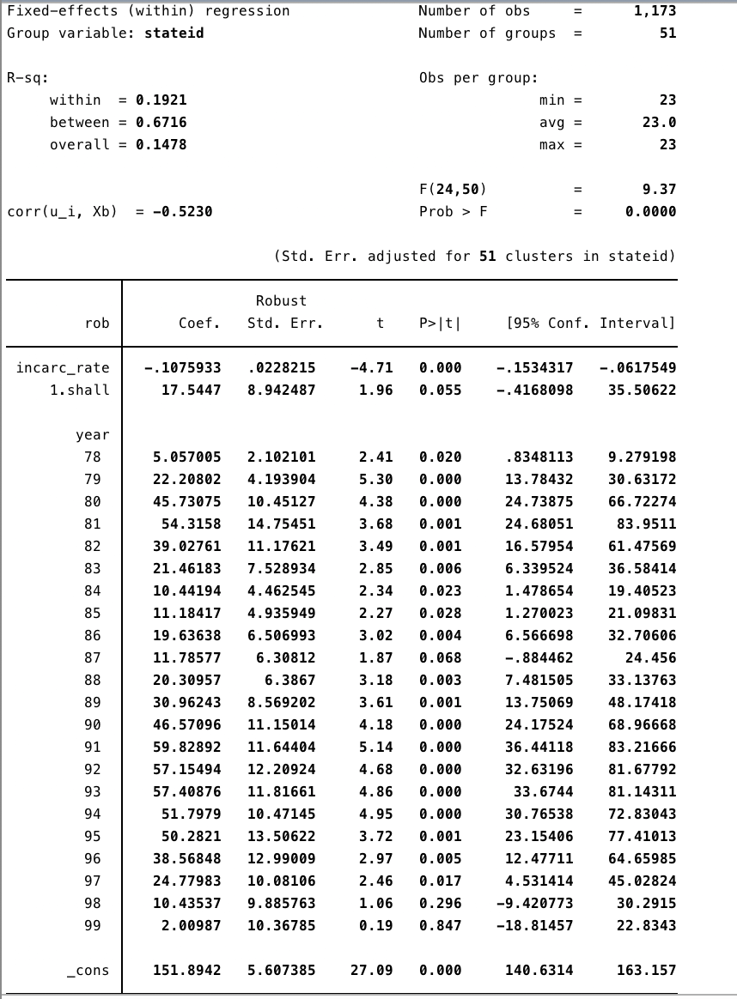 Fixed-effects (within) regression Number of obs = 1,173
Group variable: stateid Number of groups = 51
R-sq: Obs per group:
within = 0.1921 min = 23
between = 0.6716 avg = 23.0
overall = 0.1478 max = 23
F(24,50) = 9.37
corr(u_i, Xb) = -0.5230 Prob > F = 0.0000
(Std. Err. adjusted for 51 clusters in stateid)
Robust
rob Coef. Std. Err. t P>|t| [95% Conf. Interval]
incarc_rate -.1075933 .0228215 -4.71 0.000 -.1534317 -.0617549
1.shall 17.5447 8.942487 1.96 0.055 -.4168098 35.50622
year
78 5.057005 2.102101 2.41 0.020 .8348113 9.279198
79 22.20802 4.193904 5.30 0.000 13.78432 30.63172
80 45.73075 10.45127 4.38 0.000 24.73875 66.72274
81 54.3158 14.75451 3.68 0.001 24.68051 83.9511
82 39.02761 11.17621 3.49 0.001 16.57954 61.47569
83 21.46183 7.528934 2.85 0.006 6.339524 36.58414
84 10.44194 4.462545 2.34 0.023 1.478654 19.40523
85 11.18417 4.935949 2.27 0.028 1.270023 21.09831
86 19.63638 6.506993 3.02 0.004 6.566698 32.70606
87 11.78577 6.30812 1.87 0.068 -.884462 24.456
88 20.30957 6.3867 3.18 0.003 7.481505 33.13763
89 30.96243 8.569202 3.61 0.001 13.75069 48.17418
90 46.57096 11.15014 4.18 0.000 24.17524 68.96668
91 59.82892 11.64404 5.14 0.000 36.44118 83.21666
92 57.15494 12.20924 4.68 0.000 32.63196 81.67792
93 57.40876 11.81661 4.86 0.000 33.6744 81.14311
94 51.7979 10.47145 4.95 0.000 30.76538 72.83043
95 50.2821 13.50622 3.72 0.001 23.15406 77.41013
96 38.56848 12.99009 2.97 0.005 12.47711 64.65985
97 24.77983 10.08106 2.46 0.017 4.531414 45.02824
98 10.43537 9.885763 1.06 0.296 -9.420773 30.2915
99 2.00987 10.36785 0.19 0.847 -18.81457 22.8343
_cons 151.8942 5.607385 27.09 0.000 140.6314 163.157